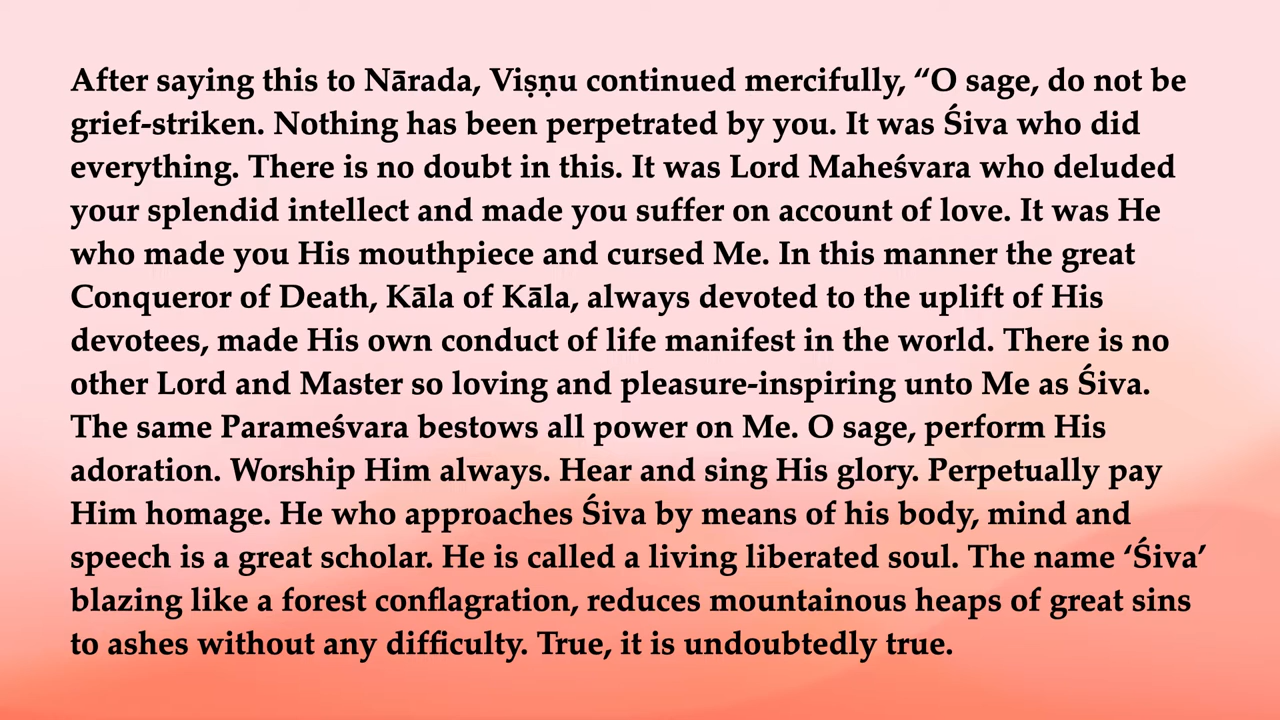 After saying this to Nārada, Viṣṇu continued mercifully, “O sage, do not be
grief-striken. Nothing has been perpetrated by you. It was Śiva who did
everything. There is no doubt in this. It was Lord Maheśvara who deluded
your splendid intellect and made you suffer on account of love. It was He
who made you His mouthpiece and cursed Me. In this manner the great
Conqueror of Death, Kāla of Kāla, always devoted to the uplift of His
devotees, made His own conduct of life manifest in the world. There is no
other Lord and Master so loving and pleasure-inspiring unto Me as Śiva.
The same Parameśvara bestows all power on Me. O sage, perform His
adoration. Worship Him always. Hear and sing His glory. Perpetually pay
Him homage. He who approaches Śiva by means of his body, mind and
speech is a great scholar. He is called a living liberated soul. The name ‘Śiva’
blazing like a forest conflagration, reduces mountainous heaps of great sins
to ashes without any difficulty. True, it is undoubtedly true.